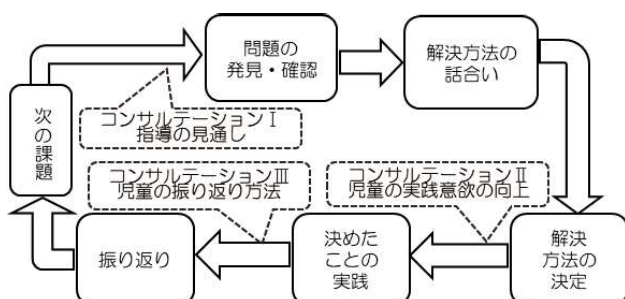 問題の
発見・確認
解決方法の
話合い
コンサルテーションⅠ
指導の見通し
次の課題
コンサルテーションⅢ
児童の振り返り方法
コンサルテーションⅡ
児童の実践意欲の向上
振り返り
決めた
ことの
実践
解決
方法の
決定